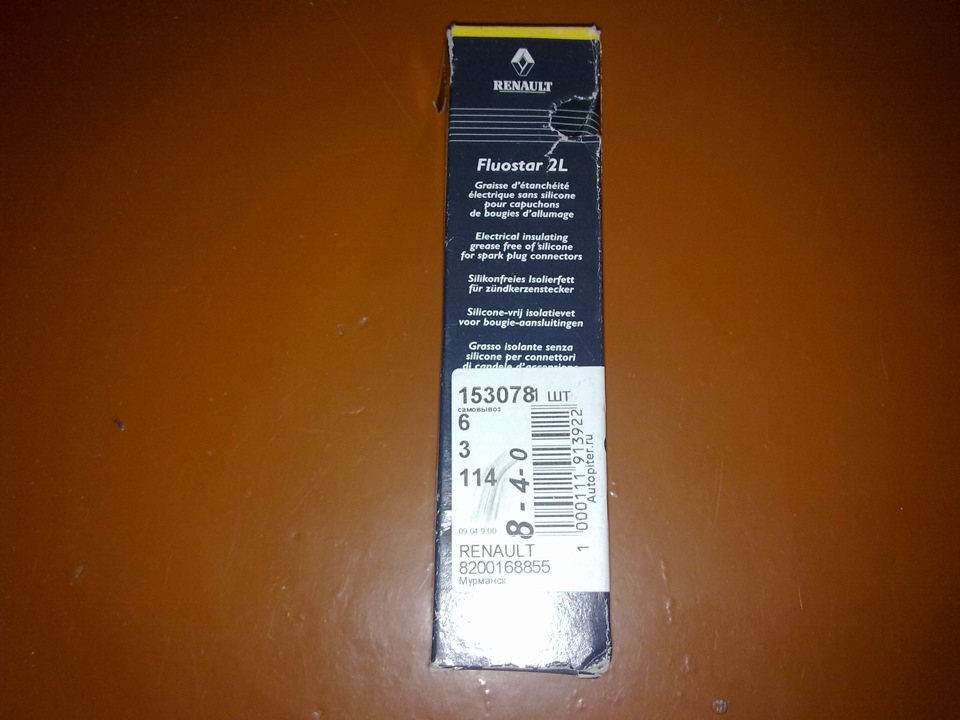 RENAULT
Fluostar 2L
Graisse d'étanchéité
électrique sans silicone
pour capuchons
de bougies d'allumage
Electrical insulating
grease free of silicone
for spark plug connectors
Silikonfreies Isolierfett
für zündkerzenstecker
Silicone-vrij isolatievet
voor bougie-aansluitingen
Grasso isolante senza
silicone per connettori
di candele d'accensione
153078 1 шт
самовывоз
6
3
114
8-4-0
1 000111 913922
Autopiter.ru
09.04 9:00
RENAULT
8200168855
Мурманск